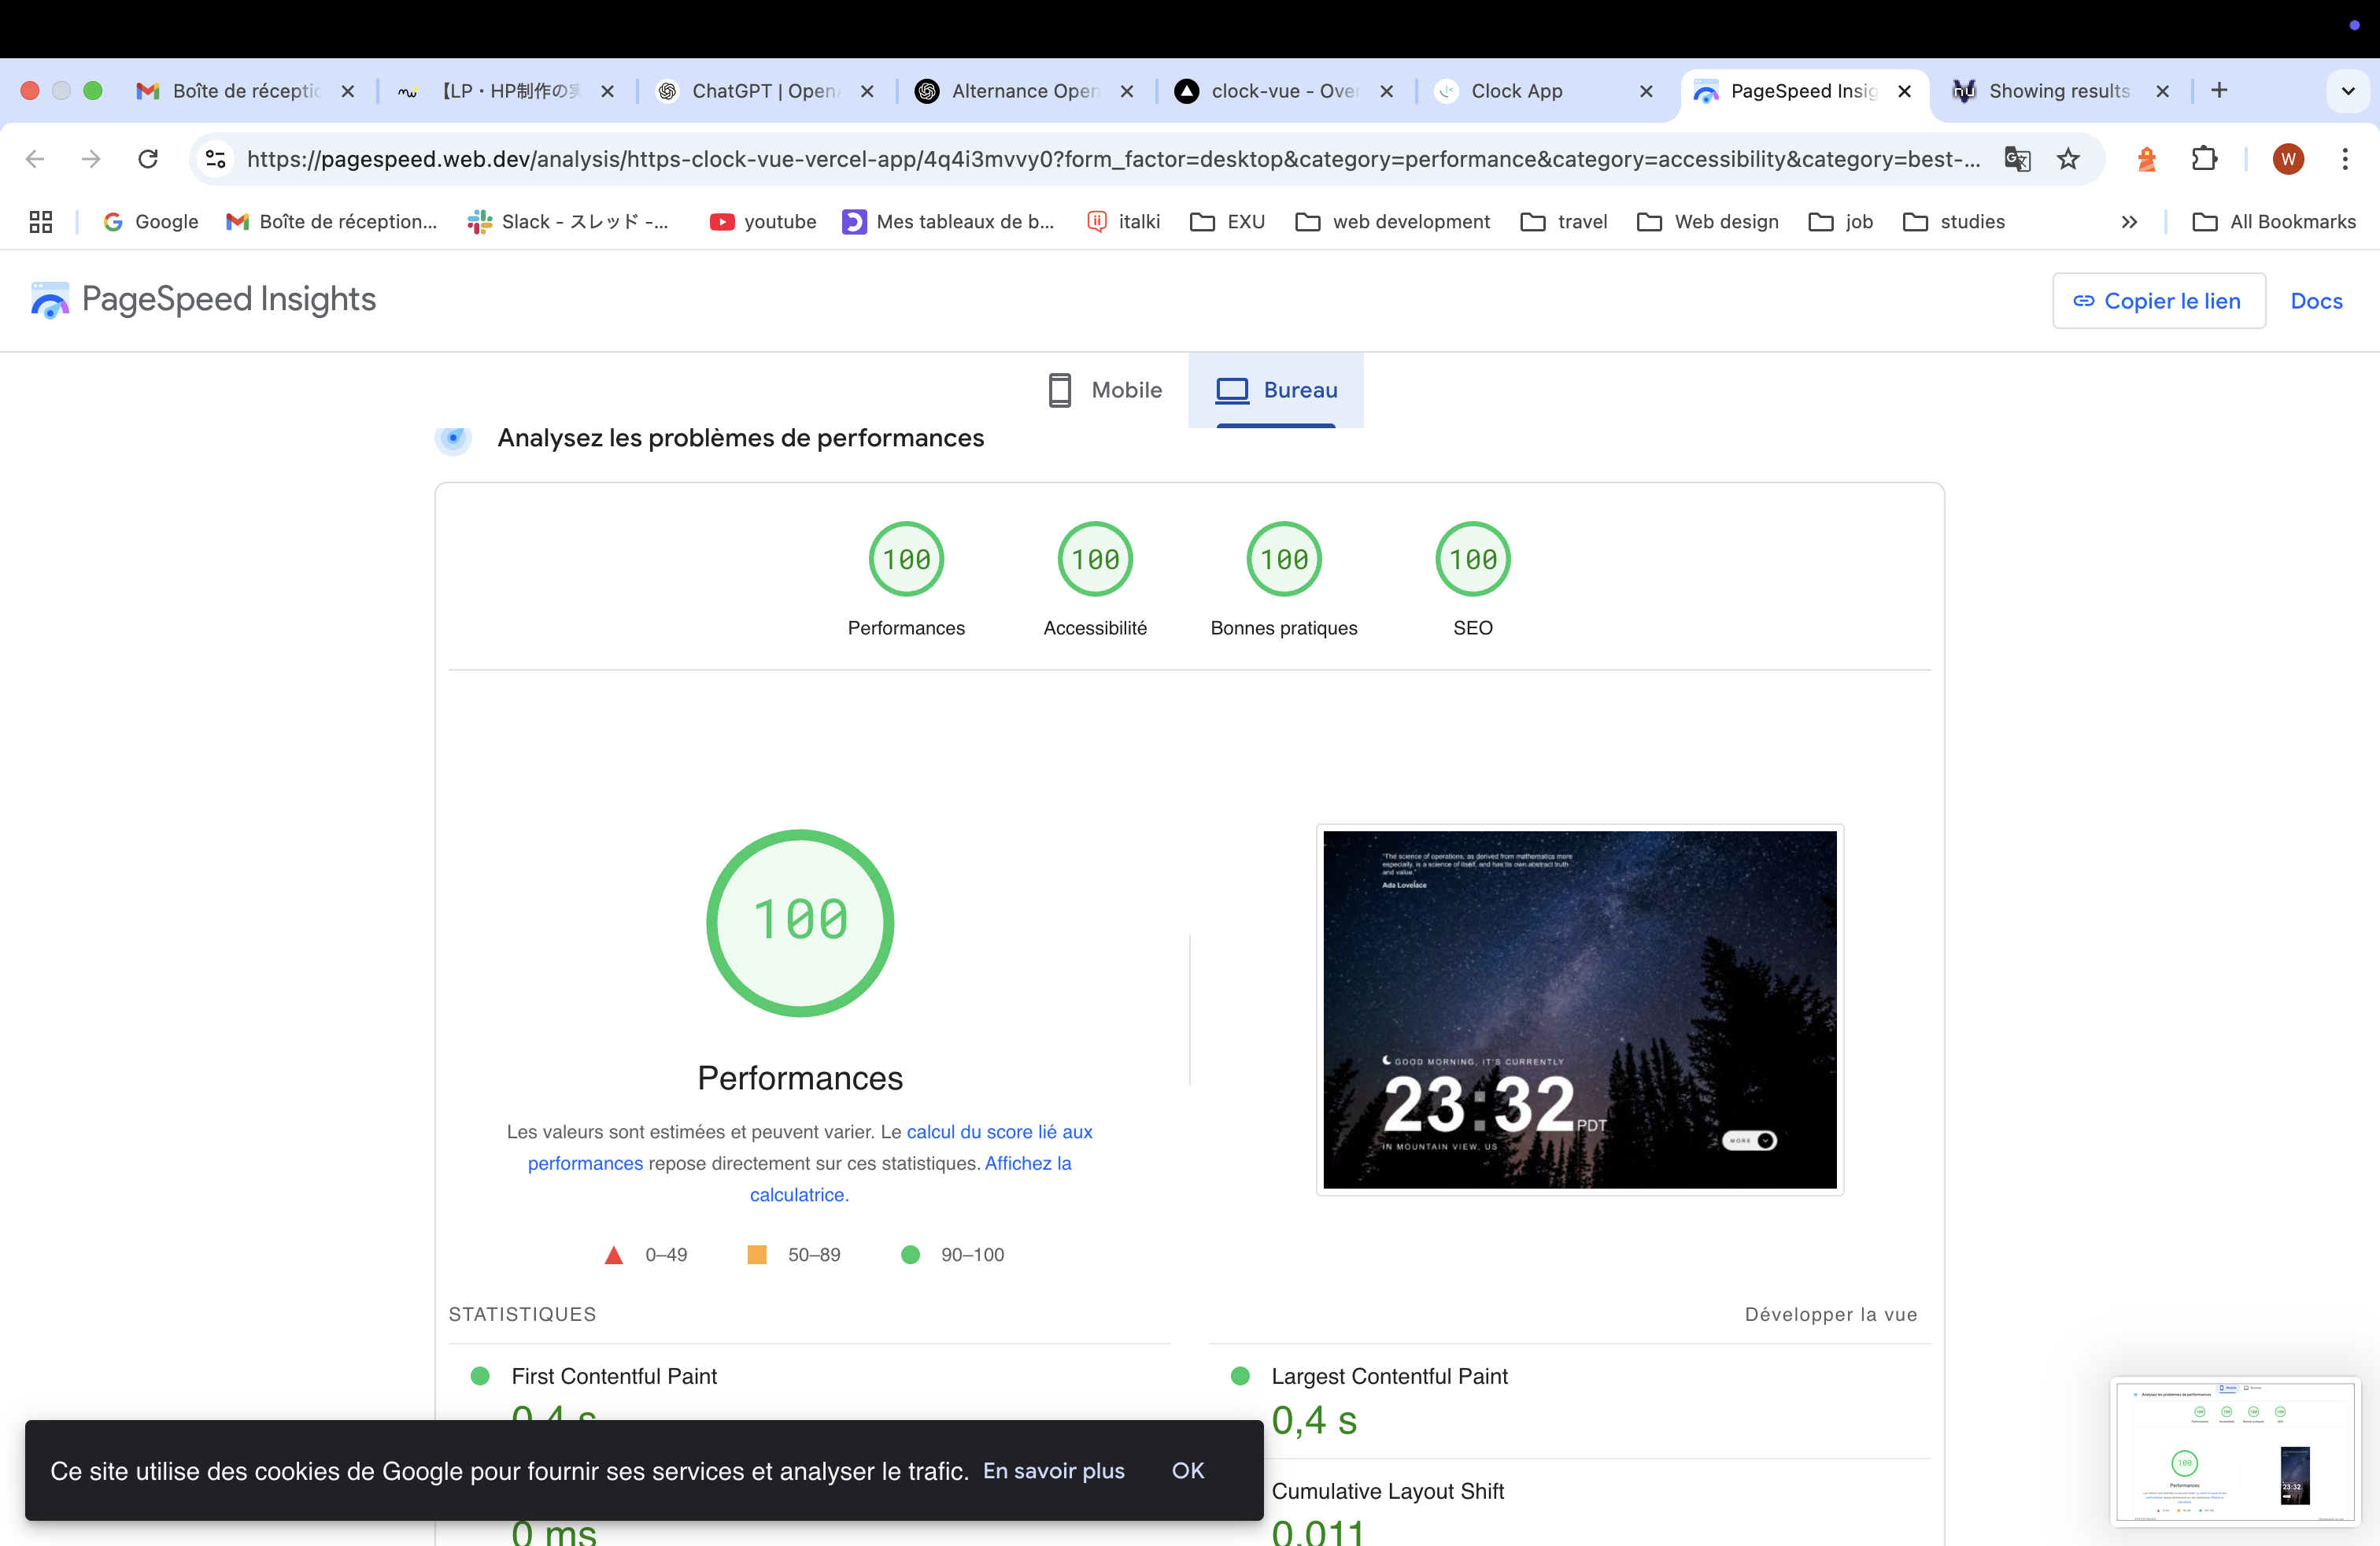 Boîte de réceptio
【LP・HP制作の実
ChatGPT | OpenA
Alternance Open
clock-vue - Over
Clock App
PageSpeed Insig
Showing results
https://pagespeed.web.dev/analysis/https-clock-vue-vercel-app/4q4i3mvvy0?form_factor=desktop&category=performance&category=accessibility&category=best-...
W
Google
Boîte de réception...
Slack - スレッド -...
youtube
Mes tableaux de b...
italki
EXU
web development
travel
Web design
job
studies
All Bookmarks
PageSpeed Insights
Copier le lien
Docs
Mobile
Bureau
Analysez les problèmes de performances
100
100
100
100
Performances
Accessibilité
Bonnes pratiques
SEO
100
Performances
Les valeurs sont estimées et peuvent varier. Le calcul du score lié aux
performances repose directement sur ces statistiques. Affichez la
calculatrice.
0–49
50–89
90–100
"The science of operations, as derived from mathematics more
especially, is a science of itself, and has its own abstract truth
and value."
Ada Lovelace
GOOD MORNING, IT'S CURRENTLY
23:32 PDT
IN MOUNTAIN VIEW, US
MORE
STATISTIQUES
Développer la vue
First Contentful Paint
0,4 s
Largest Contentful Paint
0,4 s
Ce site utilise des cookies de Google pour fournir ses services et analyser le trafic. En savoir plus
OK
0 ms
Cumulative Layout Shift
0.011